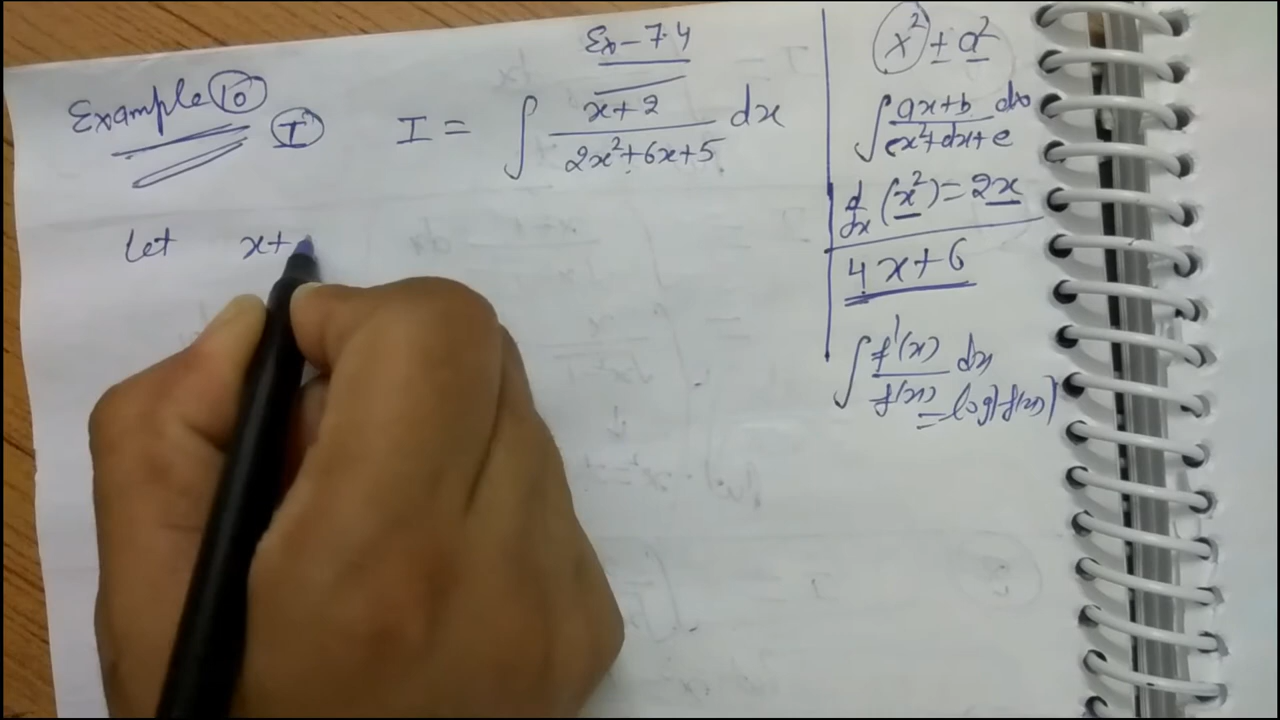 Ex-7.4
Example 10
I I = ∫ x+2 / 2x²+6x+5 dx
Let x+
x² ± a²
∫ ax+b / cx²+dx+e dx
d/dx (x²) = 2x
4x+6
∫ f'(x) / f(x) dx
= log|f(x)|